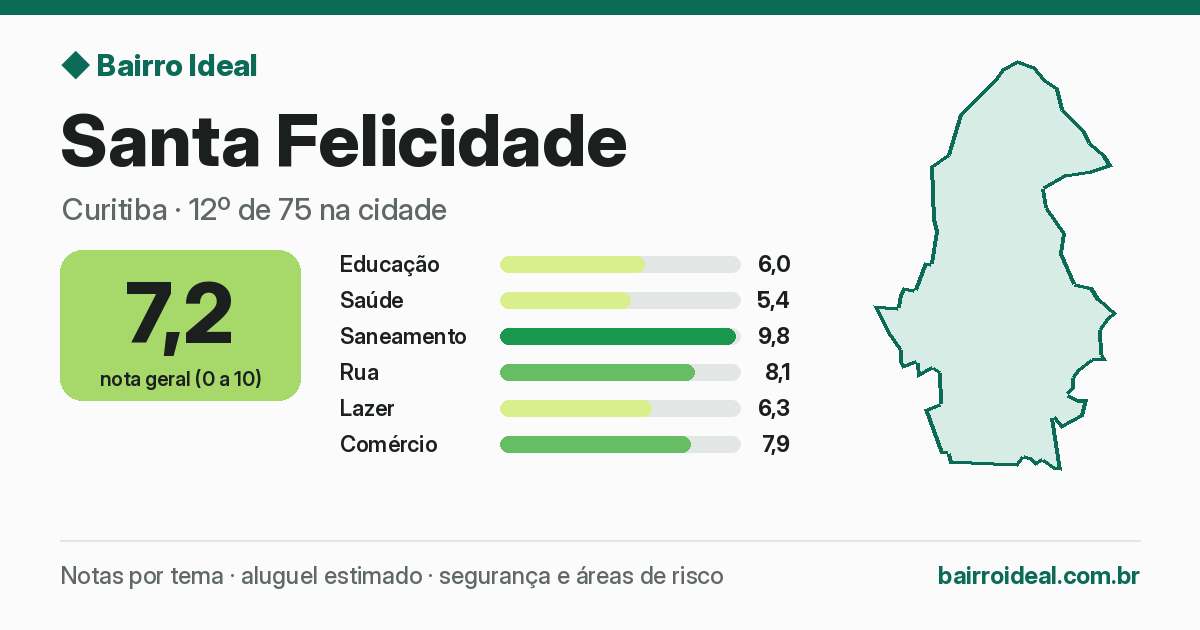 Bairro Ideal
Santa Felicidade
Curitiba · 12º de 75 na cidade
7,2
nota geral (0 a 10)
Educação 6,0
Saúde 5,4
Saneamento 9,8
Rua 8,1
Lazer 6,3
Comércio 7,9
Notas por tema · aluguel estimado · segurança e áreas de risco
bairroideal.com.br